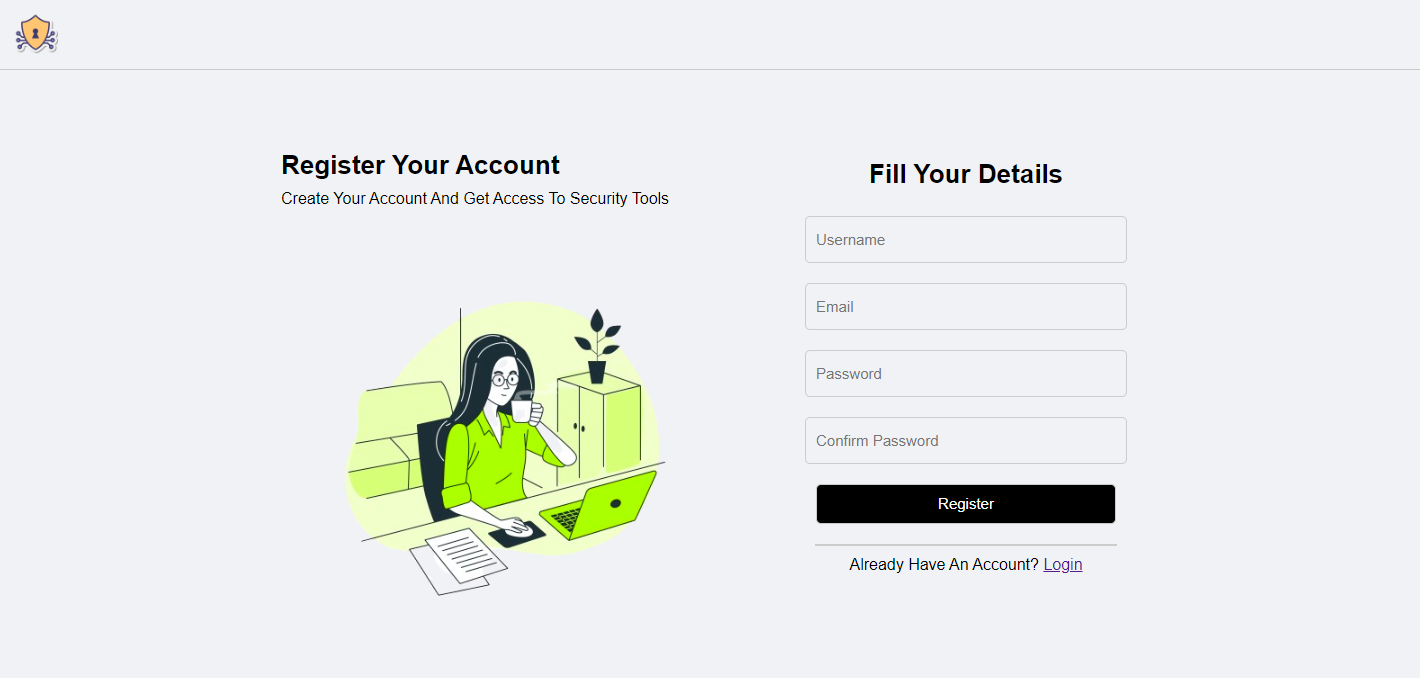 Register Your Account
Create Your Account And Get Access To Security Tools
Fill Your Details
Username
Email
Password
Confirm Password
Register
Already Have An Account? Login